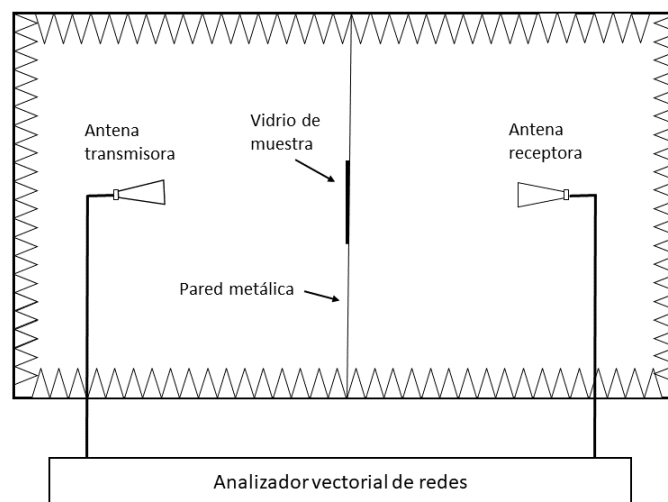 Antena
transmisora
Vidrio de
muestra
Antena
receptora
Pared metálica
Analizador vectorial de redes